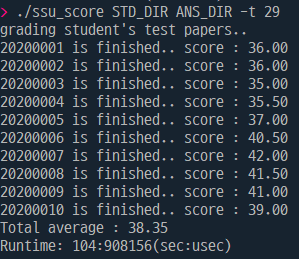 > ./ssu_score STD_DIR ANS_DIR -t 29
grading student's test papers..
20200001 is finished.. score : 36.00
20200002 is finished.. score : 36.00
20200003 is finished.. score : 35.00
20200004 is finished.. score : 35.50
20200005 is finished.. score : 37.00
20200006 is finished.. score : 40.50
20200007 is finished.. score : 42.00
20200008 is finished.. score : 41.50
20200009 is finished.. score : 41.00
20200010 is finished.. score : 39.00
Total average : 38.35
Runtime: 104:908156(sec:usec)